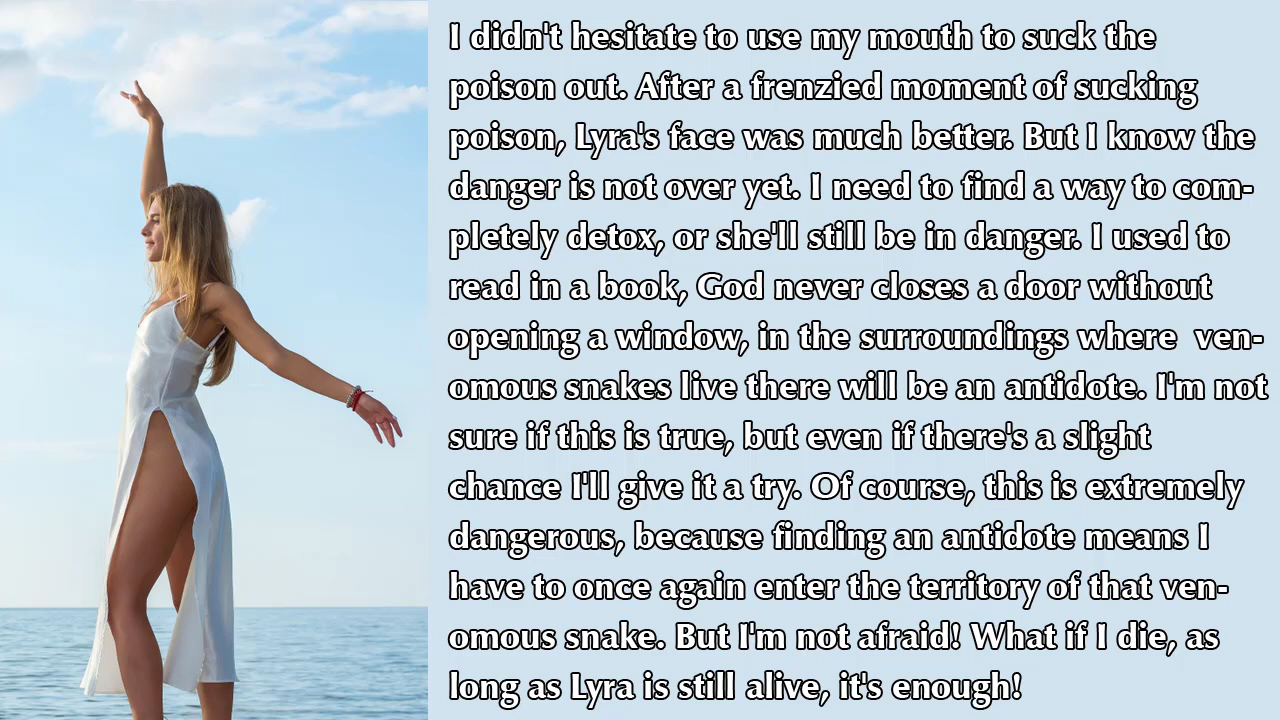 I didn't hesitate to use my mouth to suck the
poison out. After a frenzied moment of sucking
poison, Lyra's face was much better. But I know the
danger is not over yet. I need to find a way to com-
pletely detox, or she'll still be in danger. I used to
read in a book, God never closes a door without
opening a window, in the surroundings where  ven-
omous snakes live there will be an antidote. I'm not
sure if this is true, but even if there's a slight
chance I'll give it a try. Of course, this is extremely
dangerous, because finding an antidote means I
have to once again enter the territory of that ven-
omous snake. But I'm not afraid! What if I die, as
long as Lyra is still alive, it's enough!